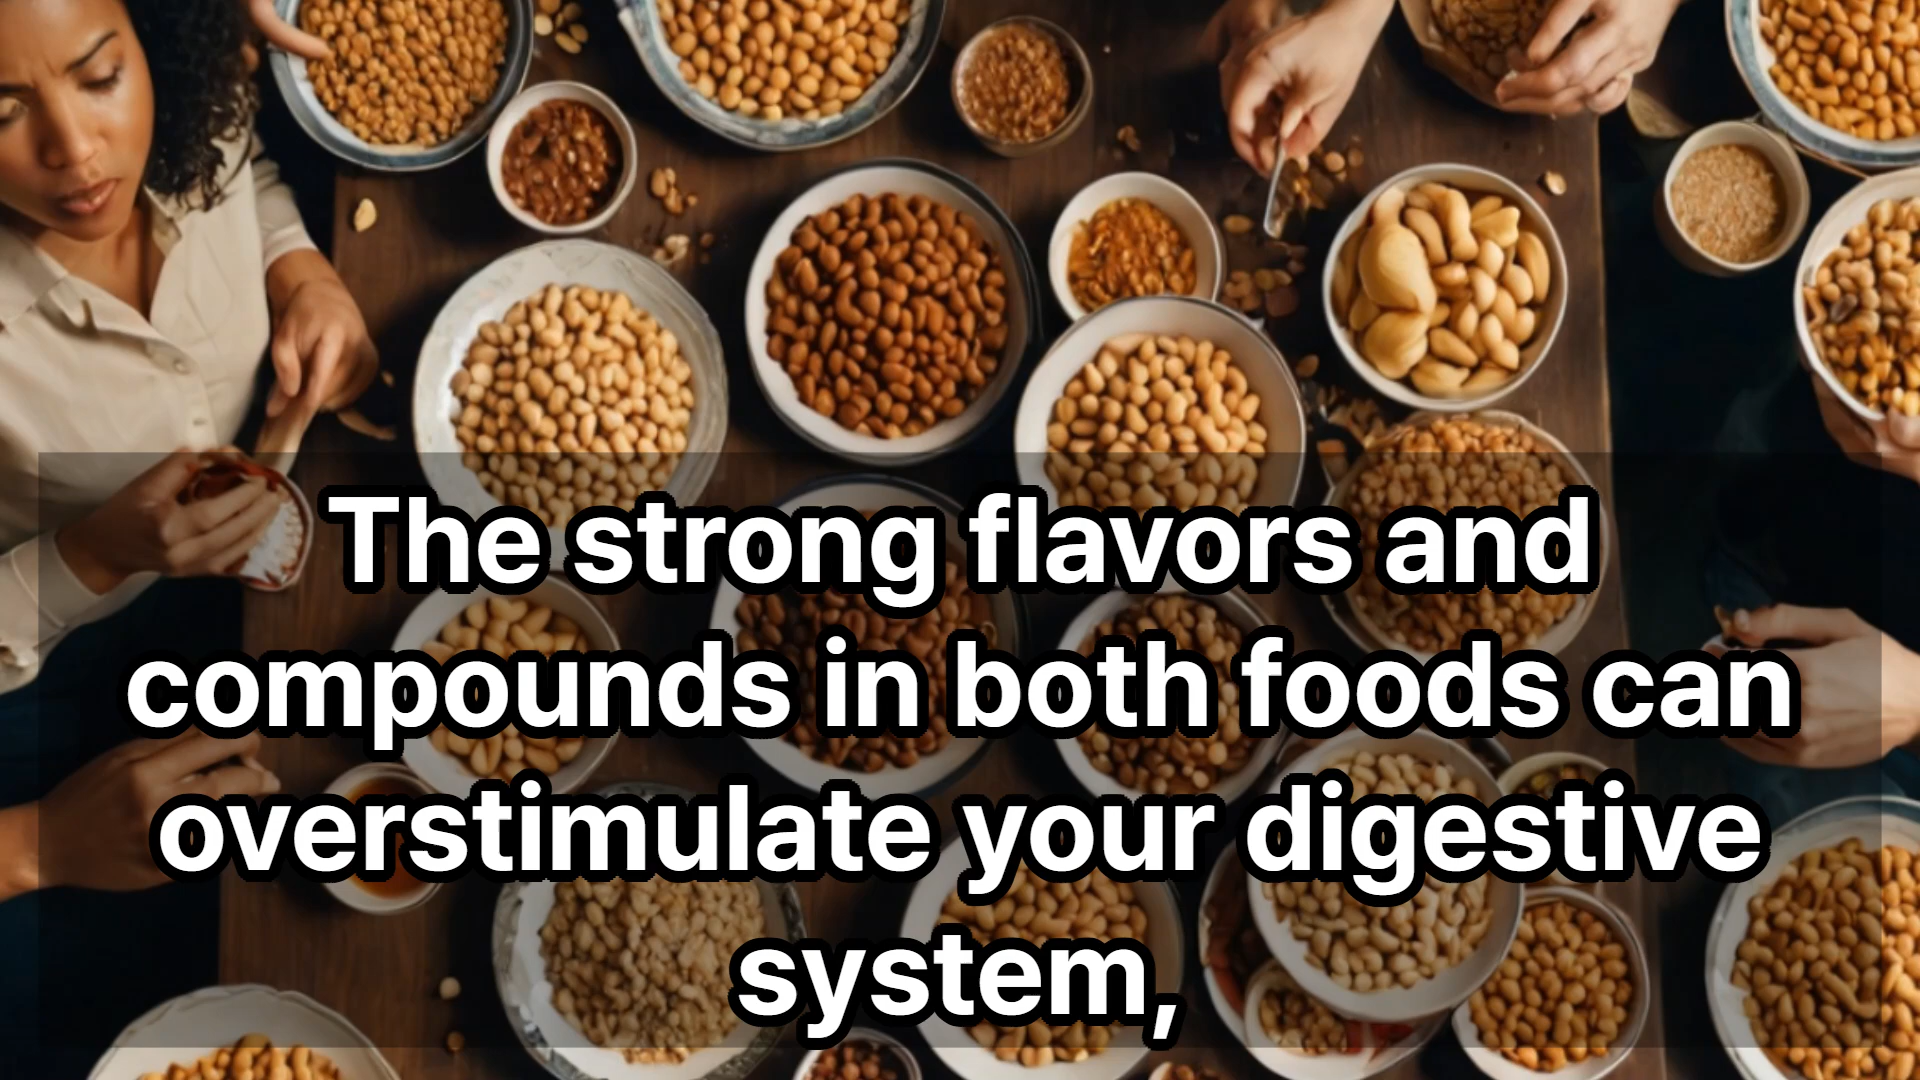 The strong flavors and
compounds in both foods can
overstimulate your digestive
system,